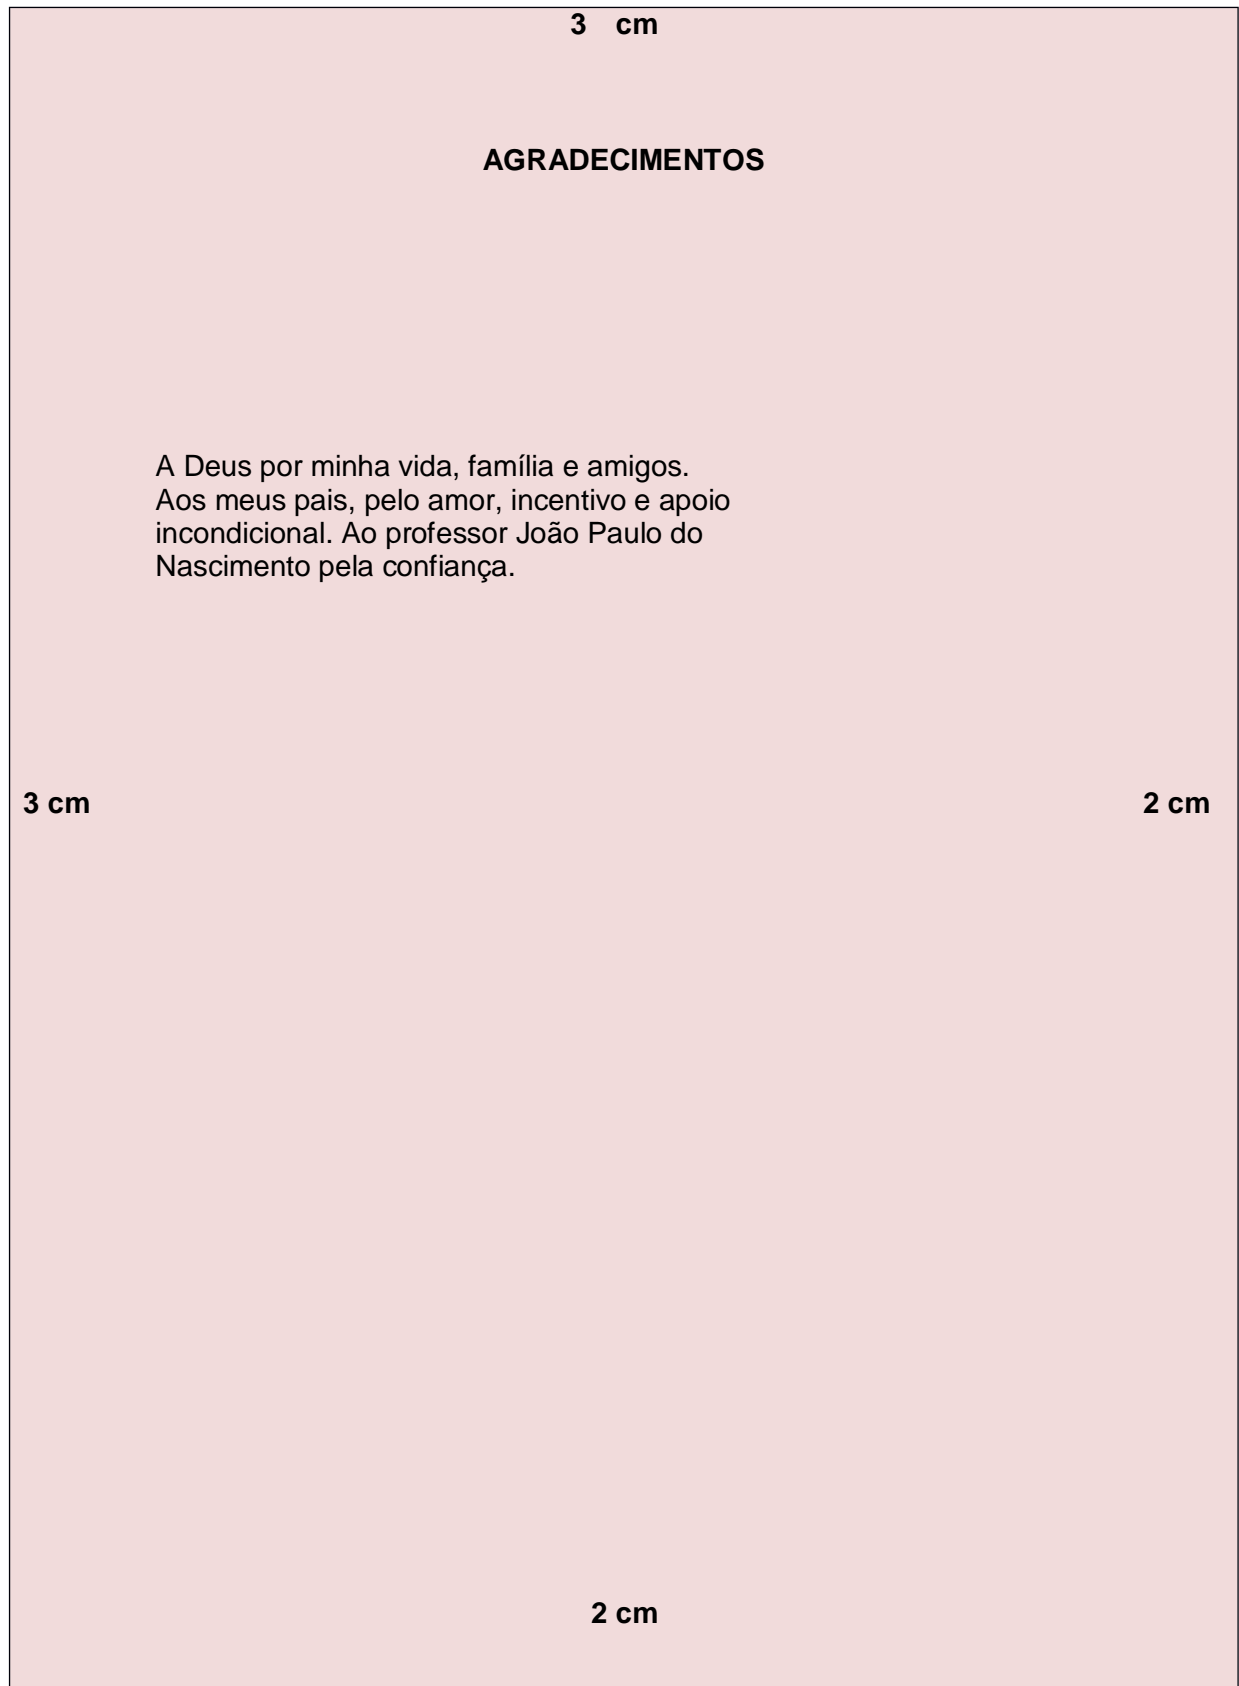 3 cm
AGRADECIMENTOS
A Deus por minha vida, família e amigos.
Aos meus pais, pelo amor, incentivo e apoio
incondicional. Ao professor João Paulo do
Nascimento pela confiança.
3 cm
2 cm
2 cm